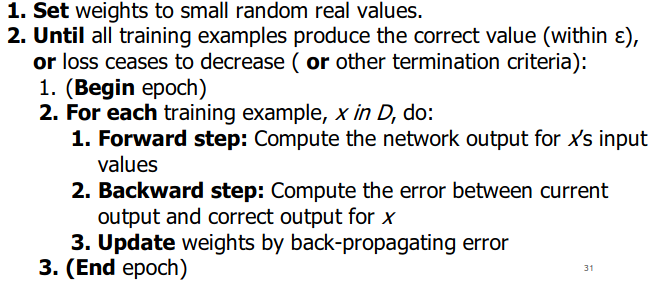 1. Set weights to small random real values.
2. Until all training examples produce the correct value (within ε),
or loss ceases to decrease ( or other termination criteria):
1. (Begin epoch)
2. For each training example, x in D, do:
1. Forward step: Compute the network output for x's input
values
2. Backward step: Compute the error between current
output and correct output for x
3. Update weights by back-propagating error
3. (End epoch)
31